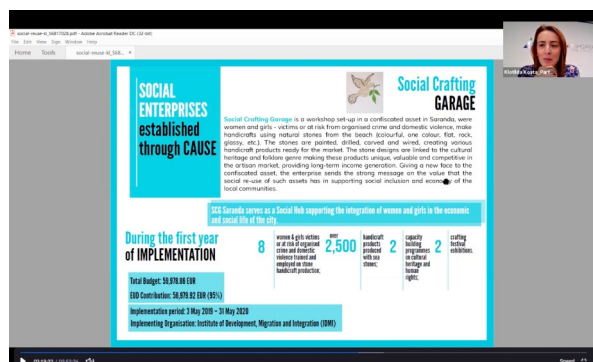 social-reuse-kl_56817028.pdf - Adobe Acrobat Reader DC (32-bit)
File Edit View Sign Window Help
Home Tools social-reuse-kl_568...
Klotilda Kosta_Part
SOCIAL
ENTERPRISES
established
through CAUSE
Social Crafting
GARAGE
Social Crafting Garage is a workshop set-up in a confiscated asset in Saranda, were
women and girls - victims or at risk from organised crime and domestic violence, make
handicrafts using natural stones from the beach (colourful, one colour, flat, rock,
glossy, etc.). The stones are painted, drilled, carved and wired, creating various
handicraft products ready for the market. The stone designs are linked to the cultural
heritage and folklore genre making these products unique, valuable and competitive in
the artisan market, providing long-term income generation. Giving a new face to the
confiscated asset, the enterprise sends the strong message on the value that the
social re-use of such assets has in supporting social inclusion and economy of the
local communities.
SCG Saranda serves as a Social Hub supporting the integration of women and girls in the economic
and social life of the city.
During the first year
of IMPLEMENTATION
8
women & girls victims
or at risk of organised
crime and domestic
violence trained and
employed on stone
handicraft production;
over
2,500
handicraft
products
produced
with sea
stones;
2
capacity
building
programmes
on cultural
heritage and
human
rights;
2
crafting
festival
exhibitions.
Total Budget: 59,978.86 EUR
EUD Contribution: 56,979.92 EUR (95%)
Implementation period: 3 May 2019 – 31 May 2020
Implementing Organisation: Institute of Development, Migration and Integration (IDMI)
Speed